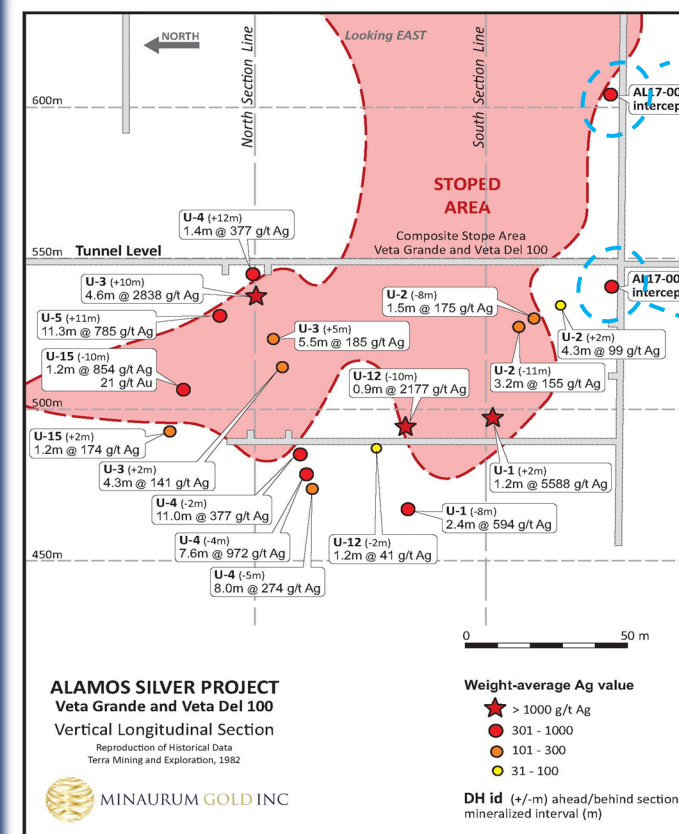 NORTH
Looking EAST
North Section Line
South Section Line
AL17-00
intercep
600m
STOPED
AREA
U-4 (+12m)
1.4m @ 377 g/t Ag
Composite Stope Area
Veta Grande and Veta Del 100
550m
Tunnel Level
U-3 (+10m)
4.6m @ 2838 g/t Ag
AL17-00
intercep
U-2 (-8m)
1.5m @ 175 g/t Ag
U-5 (+11m)
11.3m @ 785 g/t Ag
U-3 (+5m)
5.5m @ 185 g/t Ag
U-2 (+2m)
4.3m @ 99 g/t Ag
U-15 (-10m)
1.2m @ 854 g/t Ag
21 g/t Au
U-12 (-10m)
0.9m @ 2177 g/t Ag
U-2 (-11m)
3.2m @ 155 g/t Ag
500m
U-15 (+2m)
1.2m @ 174 g/t Ag
U-3 (+2m)
4.3m @ 141 g/t Ag
U-1 (+2m)
1.2m @ 5588 g/t Ag
U-4 (-2m)
11.0m @ 377 g/t Ag
U-1 (-8m)
2.4m @ 594 g/t Ag
U-4 (-4m)
7.6m @ 972 g/t Ag
U-12 (-2m)
1.2m @ 41 g/t Ag
450m
U-4 (-5m)
8.0m @ 274 g/t Ag
0 50 m
ALAMOS SILVER PROJECT
Veta Grande and Veta Del 100
Vertical Longitudinal Section
Reproduction of Historical Data
Terra Mining and Exploration, 1982
MINAURUM GOLD INC
Weight-average Ag value
> 1000 g/t Ag
301 - 1000
101 - 300
31 - 100
DH id (+/-m) ahead/behind section
mineralized interval (m)